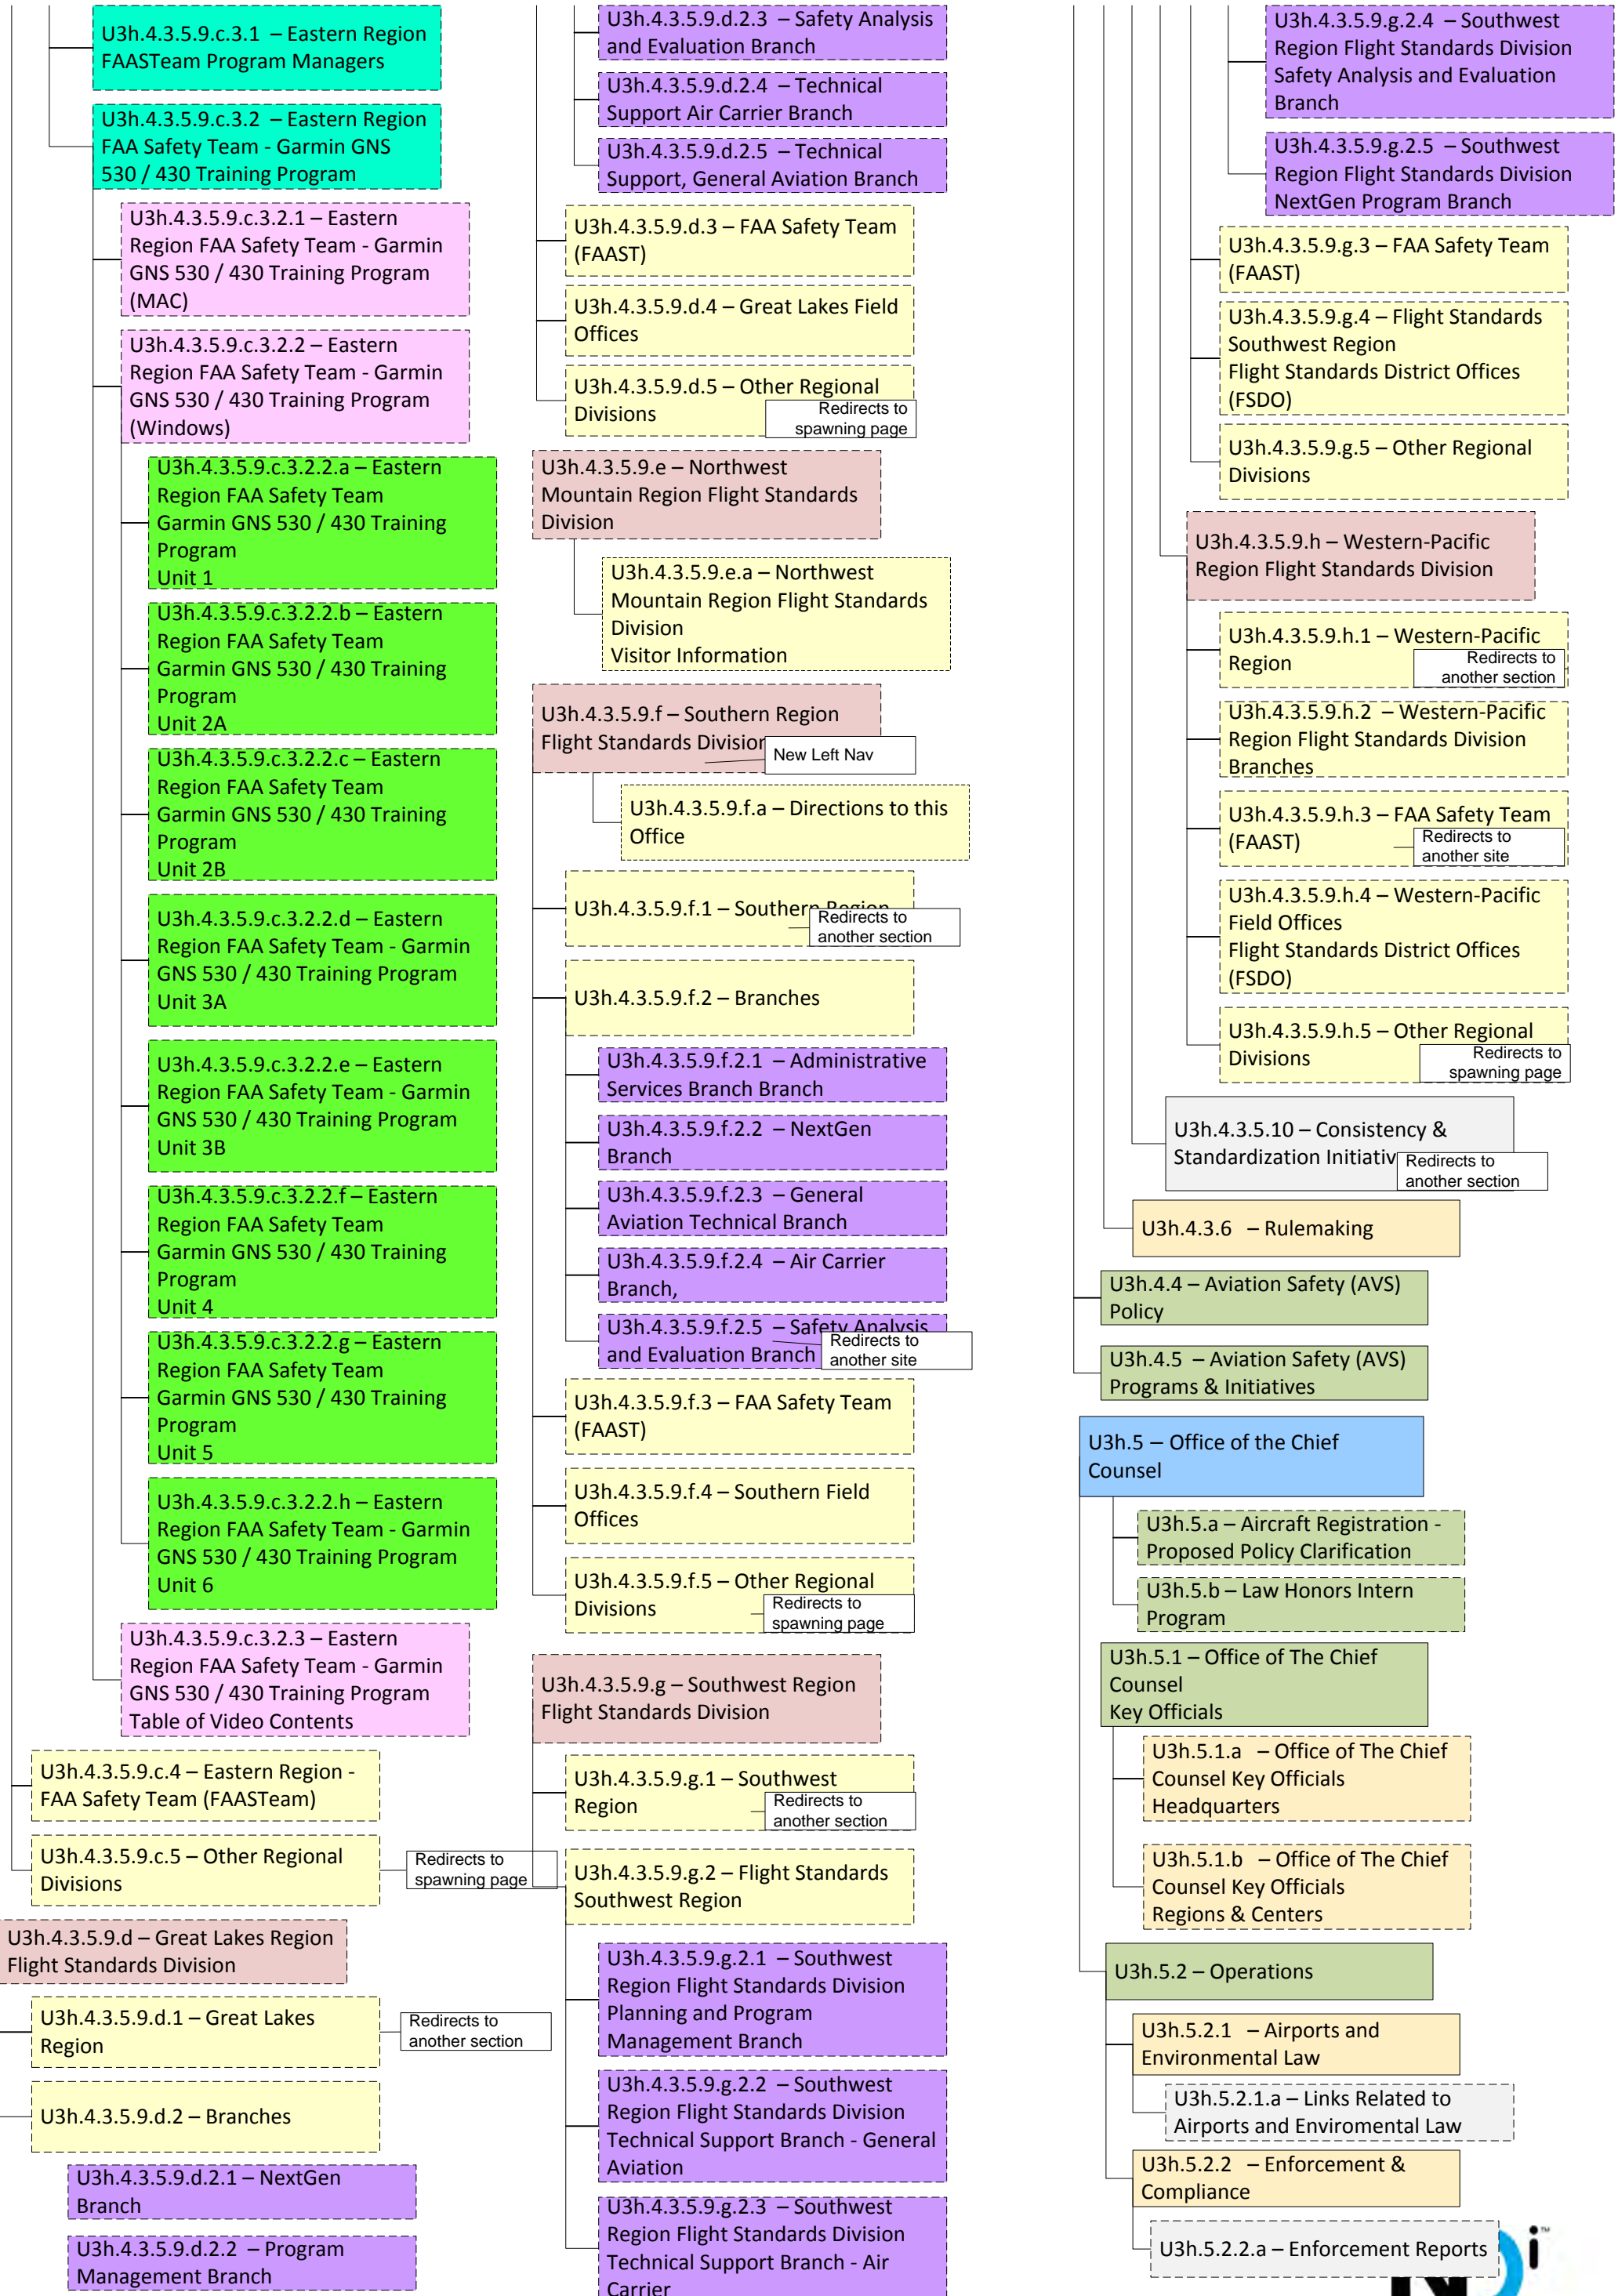 U3h.4.3.5.9.c.3.1 – Eastern Region
FAASTeam Program Managers
U3h.4.3.5.9.c.3.2 – Eastern Region
FAA Safety Team - Garmin GNS
530 / 430 Training Program
U3h.4.3.5.9.c.3.2.1 – Eastern
Region FAA Safety Team - Garmin
GNS 530 / 430 Training Program
(MAC)
U3h.4.3.5.9.c.3.2.2 – Eastern
Region FAA Safety Team - Garmin
GNS 530 / 430 Training Program
(Windows)
U3h.4.3.5.9.c.3.2.2.a – Eastern
Region FAA Safety Team
Garmin GNS 530 / 430 Training
Program
Unit 1
U3h.4.3.5.9.c.3.2.2.b – Eastern
Region FAA Safety Team
Garmin GNS 530 / 430 Training
Program
Unit 2A
U3h.4.3.5.9.c.3.2.2.c – Eastern
Region FAA Safety Team
Garmin GNS 530 / 430 Training
Program
Unit 2B
U3h.4.3.5.9.c.3.2.2.d – Eastern
Region FAA Safety Team - Garmin
GNS 530 / 430 Training Program
Unit 3A
U3h.4.3.5.9.c.3.2.2.e – Eastern
Region FAA Safety Team - Garmin
GNS 530 / 430 Training Program
Unit 3B
U3h.4.3.5.9.c.3.2.2.f – Eastern
Region FAA Safety Team
Garmin GNS 530 / 430 Training
Program
Unit 4
U3h.4.3.5.9.c.3.2.2.g – Eastern
Region FAA Safety Team
Garmin GNS 530 / 430 Training
Program
Unit 5
U3h.4.3.5.9.c.3.2.2.h – Eastern
Region FAA Safety Team - Garmin
GNS 530 / 430 Training Program
Unit 6
U3h.4.3.5.9.c.3.2.3 – Eastern
Region FAA Safety Team - Garmin
GNS 530 / 430 Training Program
Table of Video Contents
U3h.4.3.5.9.c.4 – Eastern Region -
FAA Safety Team (FAASTeam)
U3h.4.3.5.9.c.5 – Other Regional
Divisions
Redirects to
spawning page
U3h.4.3.5.9.d – Great Lakes Region
Flight Standards Division
U3h.4.3.5.9.d.1 – Great Lakes
Region
Redirects to
another section
U3h.4.3.5.9.d.2 – Branches
U3h.4.3.5.9.d.2.1 – NextGen
Branch
U3h.4.3.5.9.d.2.2 – Program
Management Branch
U3h.4.3.5.9.d.2.3 – Safety Analysis
and Evaluation Branch
U3h.4.3.5.9.d.2.4 – Technical
Support Air Carrier Branch
U3h.4.3.5.9.d.2.5 – Technical
Support, General Aviation Branch
U3h.4.3.5.9.d.3 – FAA Safety Team
(FAAST)
U3h.4.3.5.9.d.4 – Great Lakes Field
Offices
U3h.4.3.5.9.d.5 – Other Regional
Divisions
Redirects to
spawning page
U3h.4.3.5.9.e – Northwest
Mountain Region Flight Standards
Division
U3h.4.3.5.9.e.a – Northwest
Mountain Region Flight Standards
Division
Visitor Information
U3h.4.3.5.9.f – Southern Region
Flight Standards Division
New Left Nav
U3h.4.3.5.9.f.a – Directions to this
Office
U3h.4.3.5.9.f.1 – Southern Region
Redirects to
another section
U3h.4.3.5.9.f.2 – Branches
U3h.4.3.5.9.f.2.1 – Administrative
Services Branch Branch
U3h.4.3.5.9.f.2.2 – NextGen
Branch
U3h.4.3.5.9.f.2.3 – General
Aviation Technical Branch
U3h.4.3.5.9.f.2.4 – Air Carrier
Branch,
U3h.4.3.5.9.f.2.5 – Safety Analysis
and Evaluation Branch
Redirects to
another site
U3h.4.3.5.9.f.3 – FAA Safety Team
(FAAST)
U3h.4.3.5.9.f.4 – Southern Field
Offices
U3h.4.3.5.9.f.5 – Other Regional
Divisions
Redirects to
spawning page
U3h.4.3.5.9.g – Southwest Region
Flight Standards Division
U3h.4.3.5.9.g.1 – Southwest
Region
Redirects to
another section
U3h.4.3.5.9.g.2 – Flight Standards
Southwest Region
U3h.4.3.5.9.g.2.1 – Southwest
Region Flight Standards Division
Planning and Program
Management Branch
U3h.4.3.5.9.g.2.2 – Southwest
Region Flight Standards Division
Technical Support Branch - General
Aviation
U3h.4.3.5.9.g.2.3 – Southwest
Region Flight Standards Division
Technical Support Branch - Air
Carrier
U3h.4.3.5.9.g.2.4 – Southwest
Region Flight Standards Division
Safety Analysis and Evaluation
Branch
U3h.4.3.5.9.g.2.5 – Southwest
Region Flight Standards Division
NextGen Program Branch
U3h.4.3.5.9.g.3 – FAA Safety Team
(FAAST)
U3h.4.3.5.9.g.4 – Flight Standards
Southwest Region
Flight Standards District Offices
(FSDO)
U3h.4.3.5.9.g.5 – Other Regional
Divisions
U3h.4.3.5.9.h – Western-Pacific
Region Flight Standards Division
U3h.4.3.5.9.h.1 – Western-Pacific
Region
Redirects to
another section
U3h.4.3.5.9.h.2 – Western-Pacific
Region Flight Standards Division
Branches
U3h.4.3.5.9.h.3 – FAA Safety Team
(FAAST)
Redirects to
another site
U3h.4.3.5.9.h.4 – Western-Pacific
Field Offices
Flight Standards District Offices
(FSDO)
U3h.4.3.5.9.h.5 – Other Regional
Divisions
Redirects to
spawning page
U3h.4.3.5.10 – Consistency &
Standardization Initiativ
Redirects to
another section
U3h.4.3.6 – Rulemaking
U3h.4.4 – Aviation Safety (AVS)
Policy
U3h.4.5 – Aviation Safety (AVS)
Programs & Initiatives
U3h.5 – Office of the Chief
Counsel
U3h.5.a – Aircraft Registration -
Proposed Policy Clarification
U3h.5.b – Law Honors Intern
Program
U3h.5.1 – Office of The Chief
Counsel
Key Officials
U3h.5.1.a – Office of The Chief
Counsel Key Officials
Headquarters
U3h.5.1.b – Office of The Chief
Counsel Key Officials
Regions & Centers
U3h.5.2 – Operations
U3h.5.2.1 – Airports and
Environmental Law
U3h.5.2.1.a – Links Related to
Airports and Enviromental Law
U3h.5.2.2 – Enforcement &
Compliance
U3h.5.2.2.a – Enforcement Reports